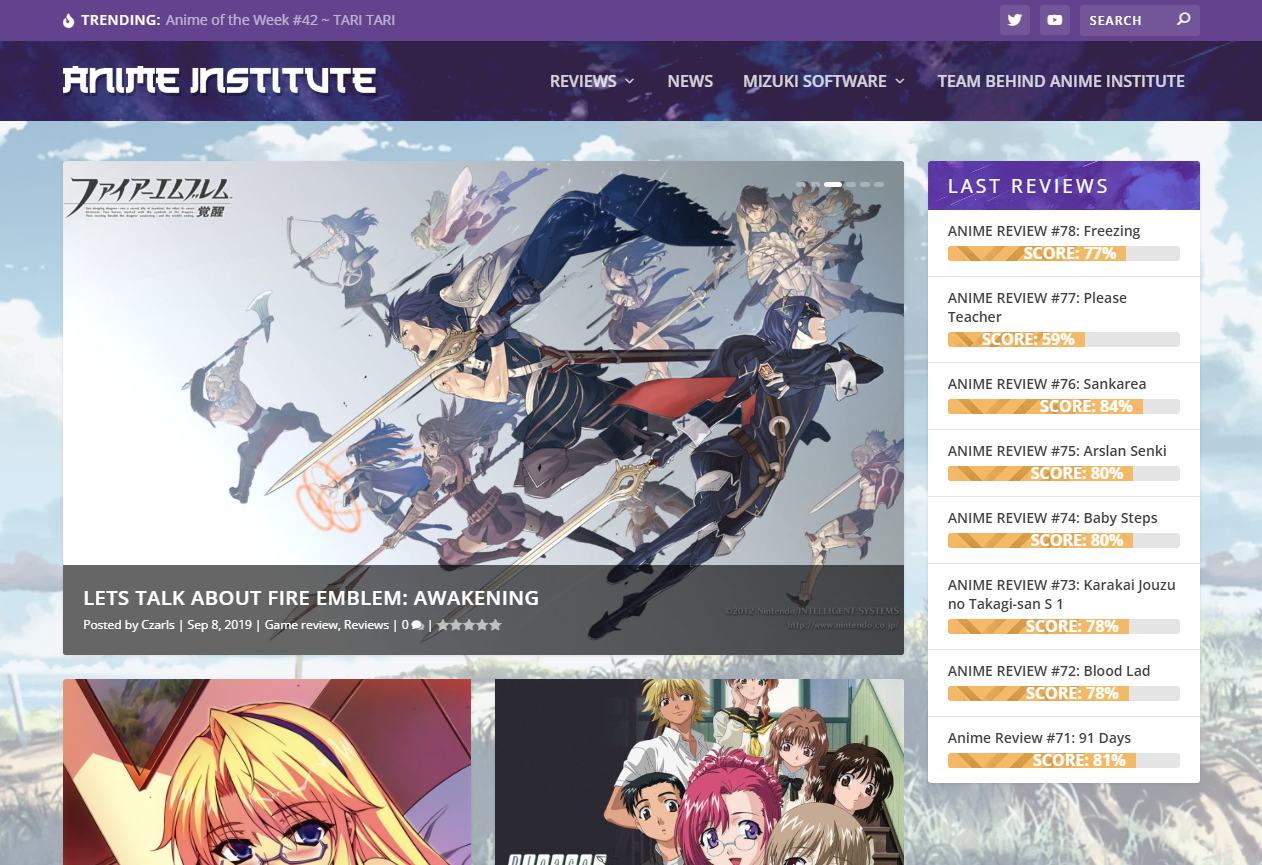 TRENDING: Anime of the Week #42 ~ TARI TARI
SEARCH
ANIME INSTITUTE
REVIEWS
NEWS
MIZUKI SOFTWARE
TEAM BEHIND ANIME INSTITUTE
ファイアーエムブレム
覚醒
©2012 Nintendo/INTELLIGENT SYSTEMS
http://www.nintendo.co.jp/
LETS TALK ABOUT FIRE EMBLEM: AWAKENING
Posted by Czarls | Sep 8, 2019 | Game review, Reviews | 0 |
LAST REVIEWS
ANIME REVIEW #78: Freezing
SCORE: 77%
ANIME REVIEW #77: Please
Teacher
SCORE: 59%
ANIME REVIEW #76: Sankarea
SCORE: 84%
ANIME REVIEW #75: Arslan Senki
SCORE: 80%
ANIME REVIEW #74: Baby Steps
SCORE: 80%
ANIME REVIEW #73: Karakai Jouzu
no Takagi-san S 1
SCORE: 78%
ANIME REVIEW #72: Blood Lad
SCORE: 78%
Anime Review #71: 91 Days
SCORE: 81%